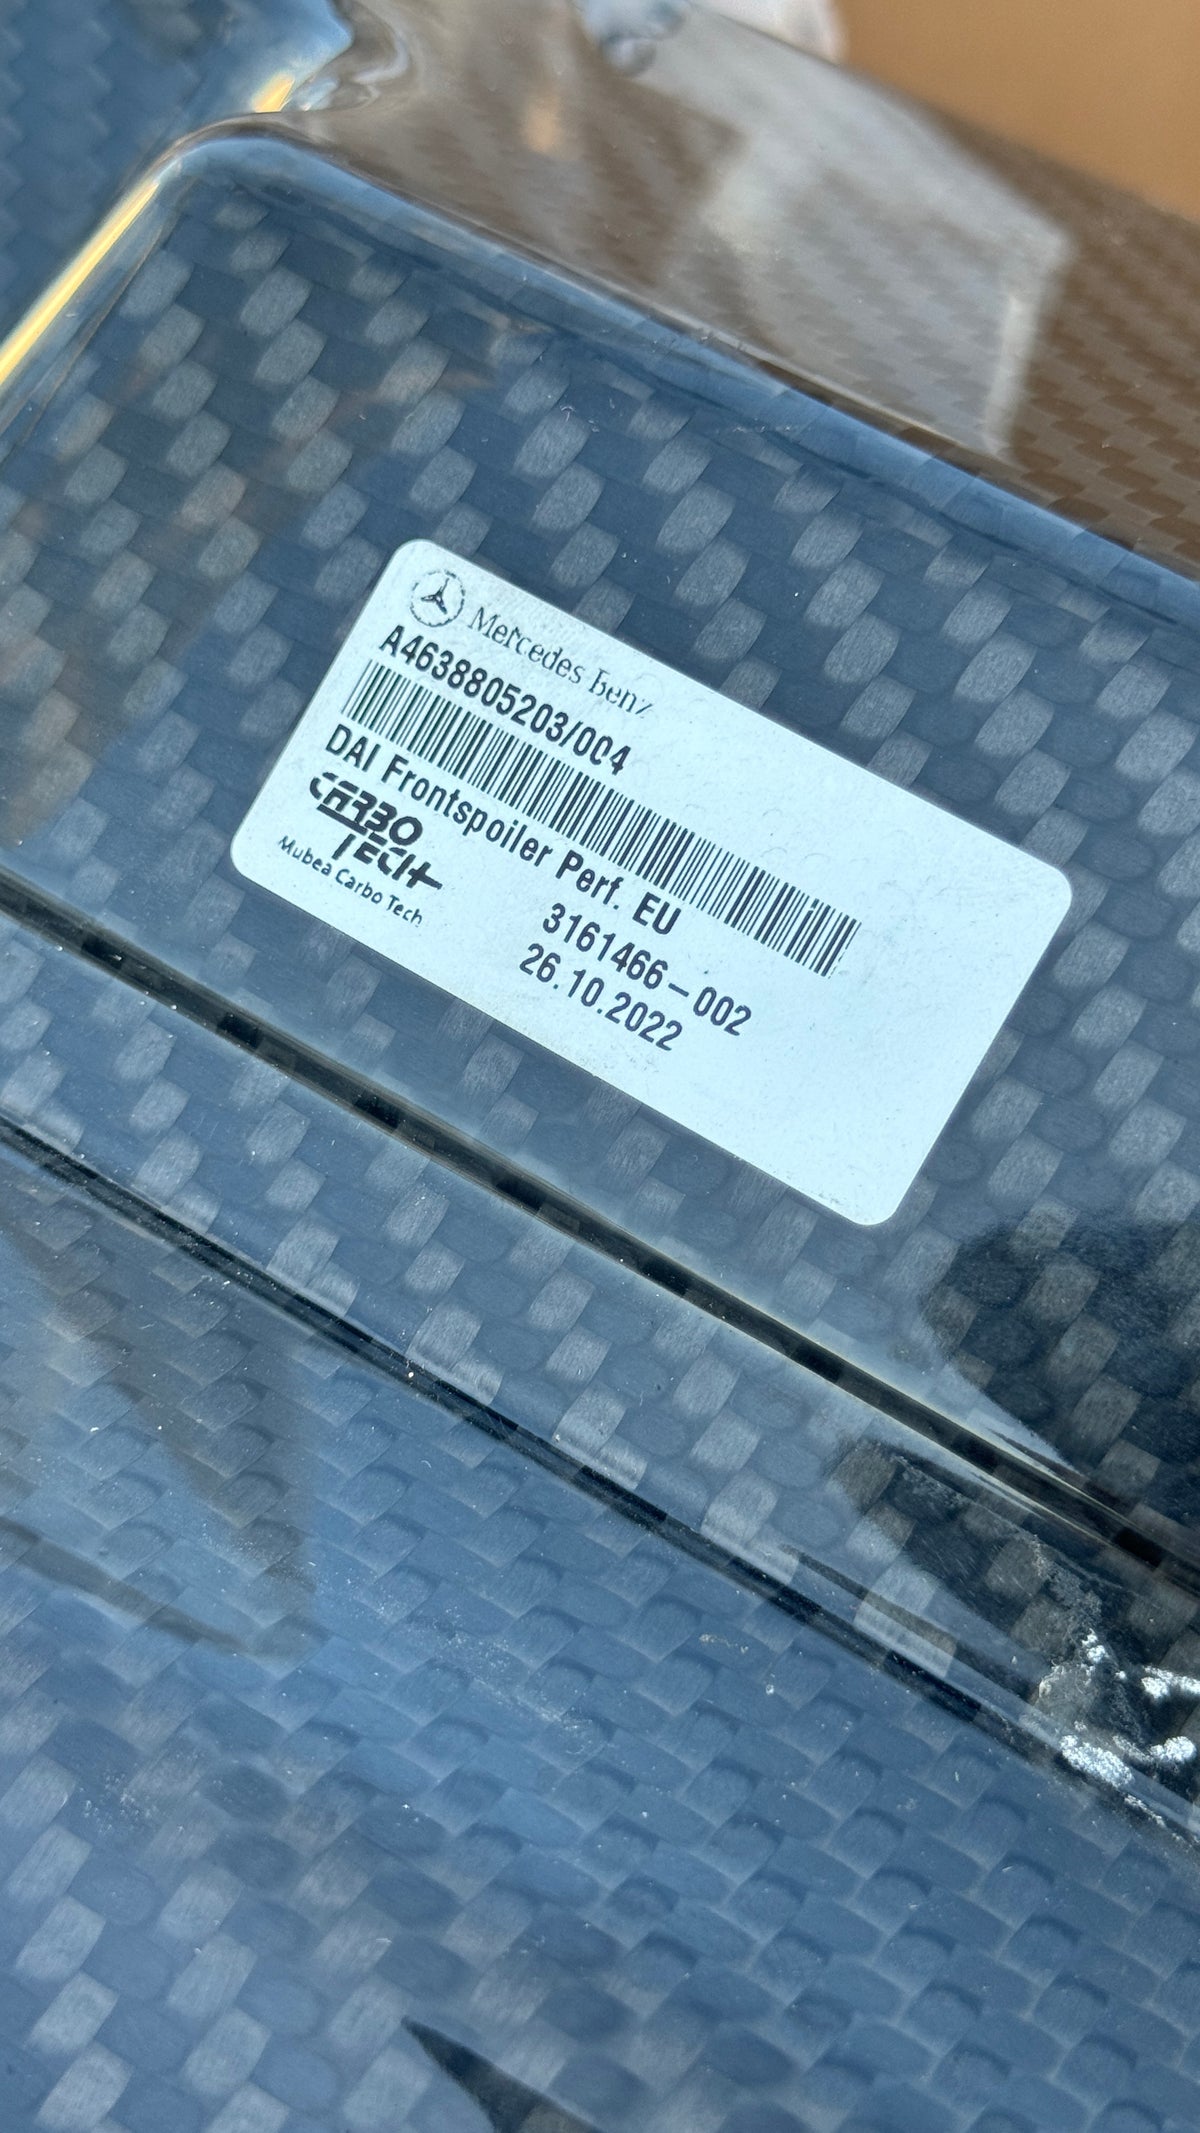 Mercedes Benz
A4638805203/004
DAI Frontspoiler Perf. EU
CARBO
TECH
Mubea Carbo Tech
3161466-002
26.10.2022